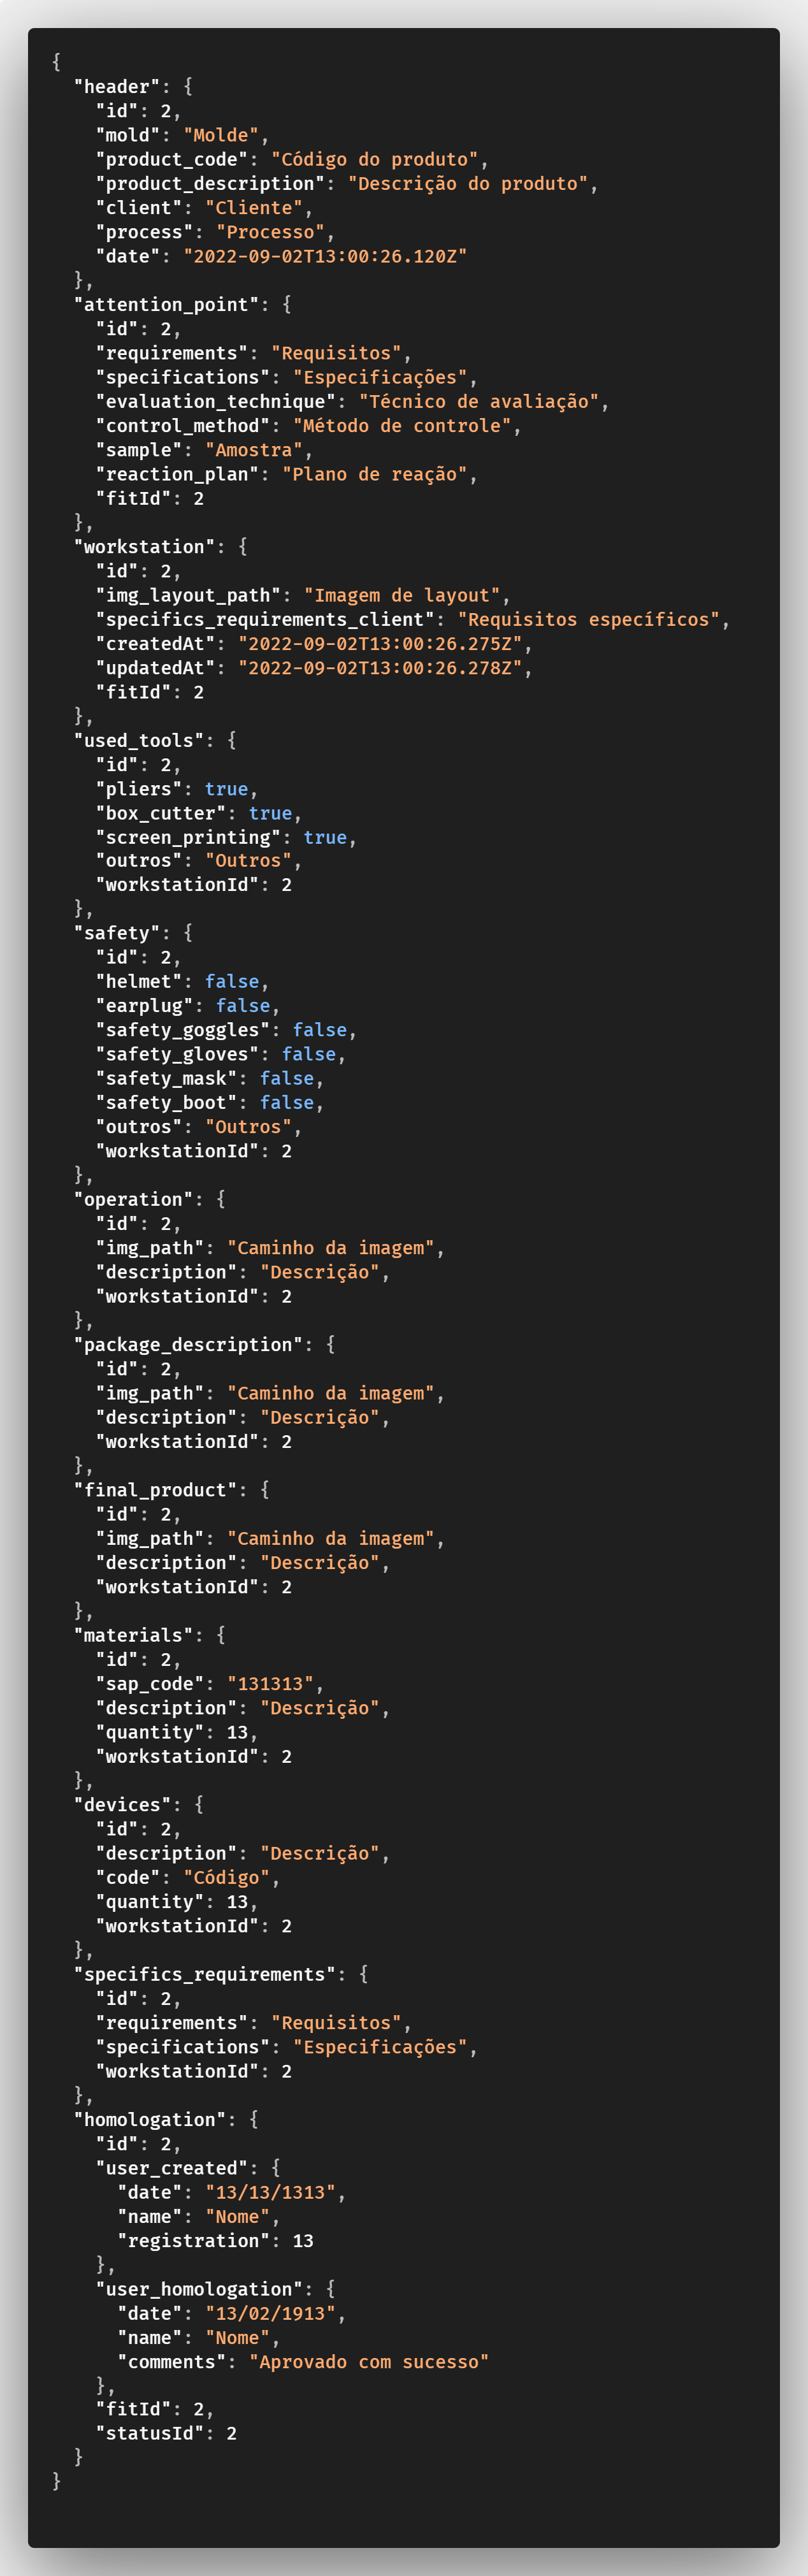 {
  "header": {
    "id": 2,
    "mold": "Molde",
    "product_code": "Código do produto",
    "product_description": "Descrição do produto",
    "client": "Cliente",
    "process": "Processo",
    "date": "2022-09-02T13:00:26.120Z"
  },
  "attention_point": {
    "id": 2,
    "requirements": "Requisitos",
    "specifications": "Especificações",
    "evaluation_technique": "Técnico de avaliação",
    "control_method": "Método de controle",
    "sample": "Amostra",
    "reaction_plan": "Plano de reação",
    "fitId": 2
  },
  "workstation": {
    "id": 2,
    "img_layout_path": "Imagem de layout",
    "specifics_requirements_client": "Requisitos específicos",
    "createdAt": "2022-09-02T13:00:26.275Z",
    "updatedAt": "2022-09-02T13:00:26.278Z",
    "fitId": 2
  },
  "used_tools": {
    "id": 2,
    "pliers": true,
    "box_cutter": true,
    "screen_printing": true,
    "outros": "Outros",
    "workstationId": 2
  },
  "safety": {
    "id": 2,
    "helmet": false,
    "earplug": false,
    "safety_goggles": false,
    "safety_gloves": false,
    "safety_mask": false,
    "safety_boot": false,
    "outros": "Outros",
    "workstationId": 2
  },
  "operation": {
    "id": 2,
    "img_path": "Caminho da imagem",
    "description": "Descrição",
    "workstationId": 2
  },
  "package_description": {
    "id": 2,
    "img_path": "Caminho da imagem",
    "description": "Descrição",
    "workstationId": 2
  },
  "final_product": {
    "id": 2,
    "img_path": "Caminho da imagem",
    "description": "Descrição",
    "workstationId": 2
  },
  "materials": {
    "id": 2,
    "sap_code": "131313",
    "description": "Descrição",
    "quantity": 13,
    "workstationId": 2
  },
  "devices": {
    "id": 2,
    "description": "Descrição",
    "code": "Código",
    "quantity": 13,
    "workstationId": 2
  },
  "specifics_requirements": {
    "id": 2,
    "requirements": "Requisitos",
    "specifications": "Especificações",
    "workstationId": 2
  },
  "homologation": {
    "id": 2,
    "user_created": {
      "date": "13/13/1313",
      "name": "Nome",
      "registration": 13
    },
    "user_homologation": {
      "date": "13/02/1913",
      "name": "Nome",
      "comments": "Aprovado com sucesso"
    },
    "fitId": 2,
    "statusId": 2
  }
}